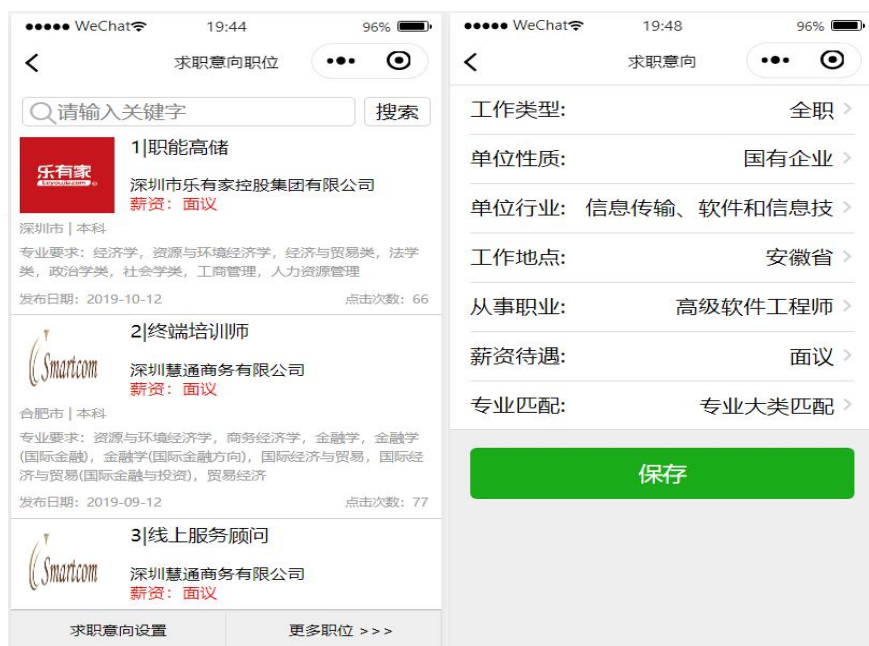 WeChat 19:44 96%
求职意向职位
请输入关键字 搜索
乐有家
1|职能高储
深圳市乐有家控股集团有限公司
薪资：面议
深圳市 | 本科
专业要求：经济学，资源与环境经济学，经济与贸易类，法学
类，政治学类，社会学类，工商管理，人力资源管理
发布日期：2019-10-12 点击次数：66
Smartcom
2|终端培训师
深圳慧通商务有限公司
薪资：面议
合肥市 | 本科
专业要求：资源与环境经济学，商务经济学，金融学，金融学
(国际金融)，金融学(国际金融方向)，国际经济与贸易，国际经
济与贸易(国际金融与投资)，贸易经济
发布日期：2019-09-12 点击次数：77
Smartcom
3|线上服务顾问
深圳慧通商务有限公司
薪资：面议
求职意向设置 更多职位 >>>
WeChat 19:48 96%
求职意向
工作类型: 全职
单位性质: 国有企业
单位行业: 信息传输、软件和信息技
工作地点: 安徽省
从事职业: 高级软件工程师
薪资待遇: 面议
专业匹配: 专业大类匹配
保存